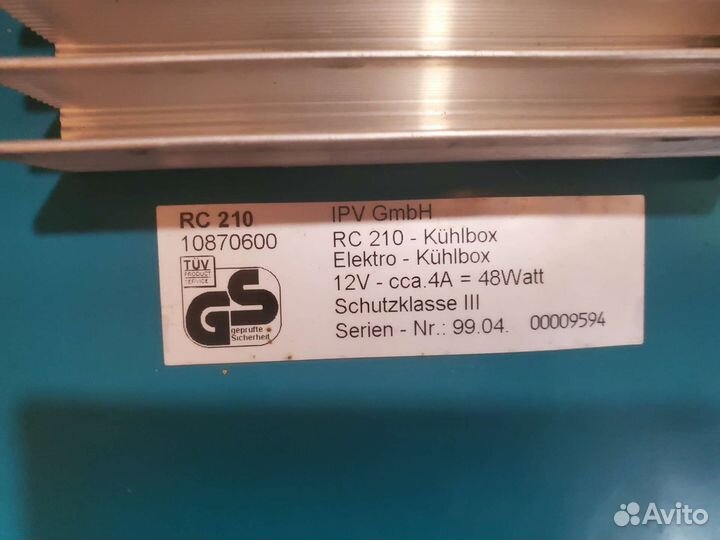 RC 210
10870600
TÜV
PRODUCT
SERVICE
GS
geprüfte
Sicherheit
IPV GmbH
RC 210 - Kühlbox
Elektro - Kühlbox
12V - cca.4A = 48Watt
Schutzklasse III
Serien - Nr.: 99.04. 00009594
Avito